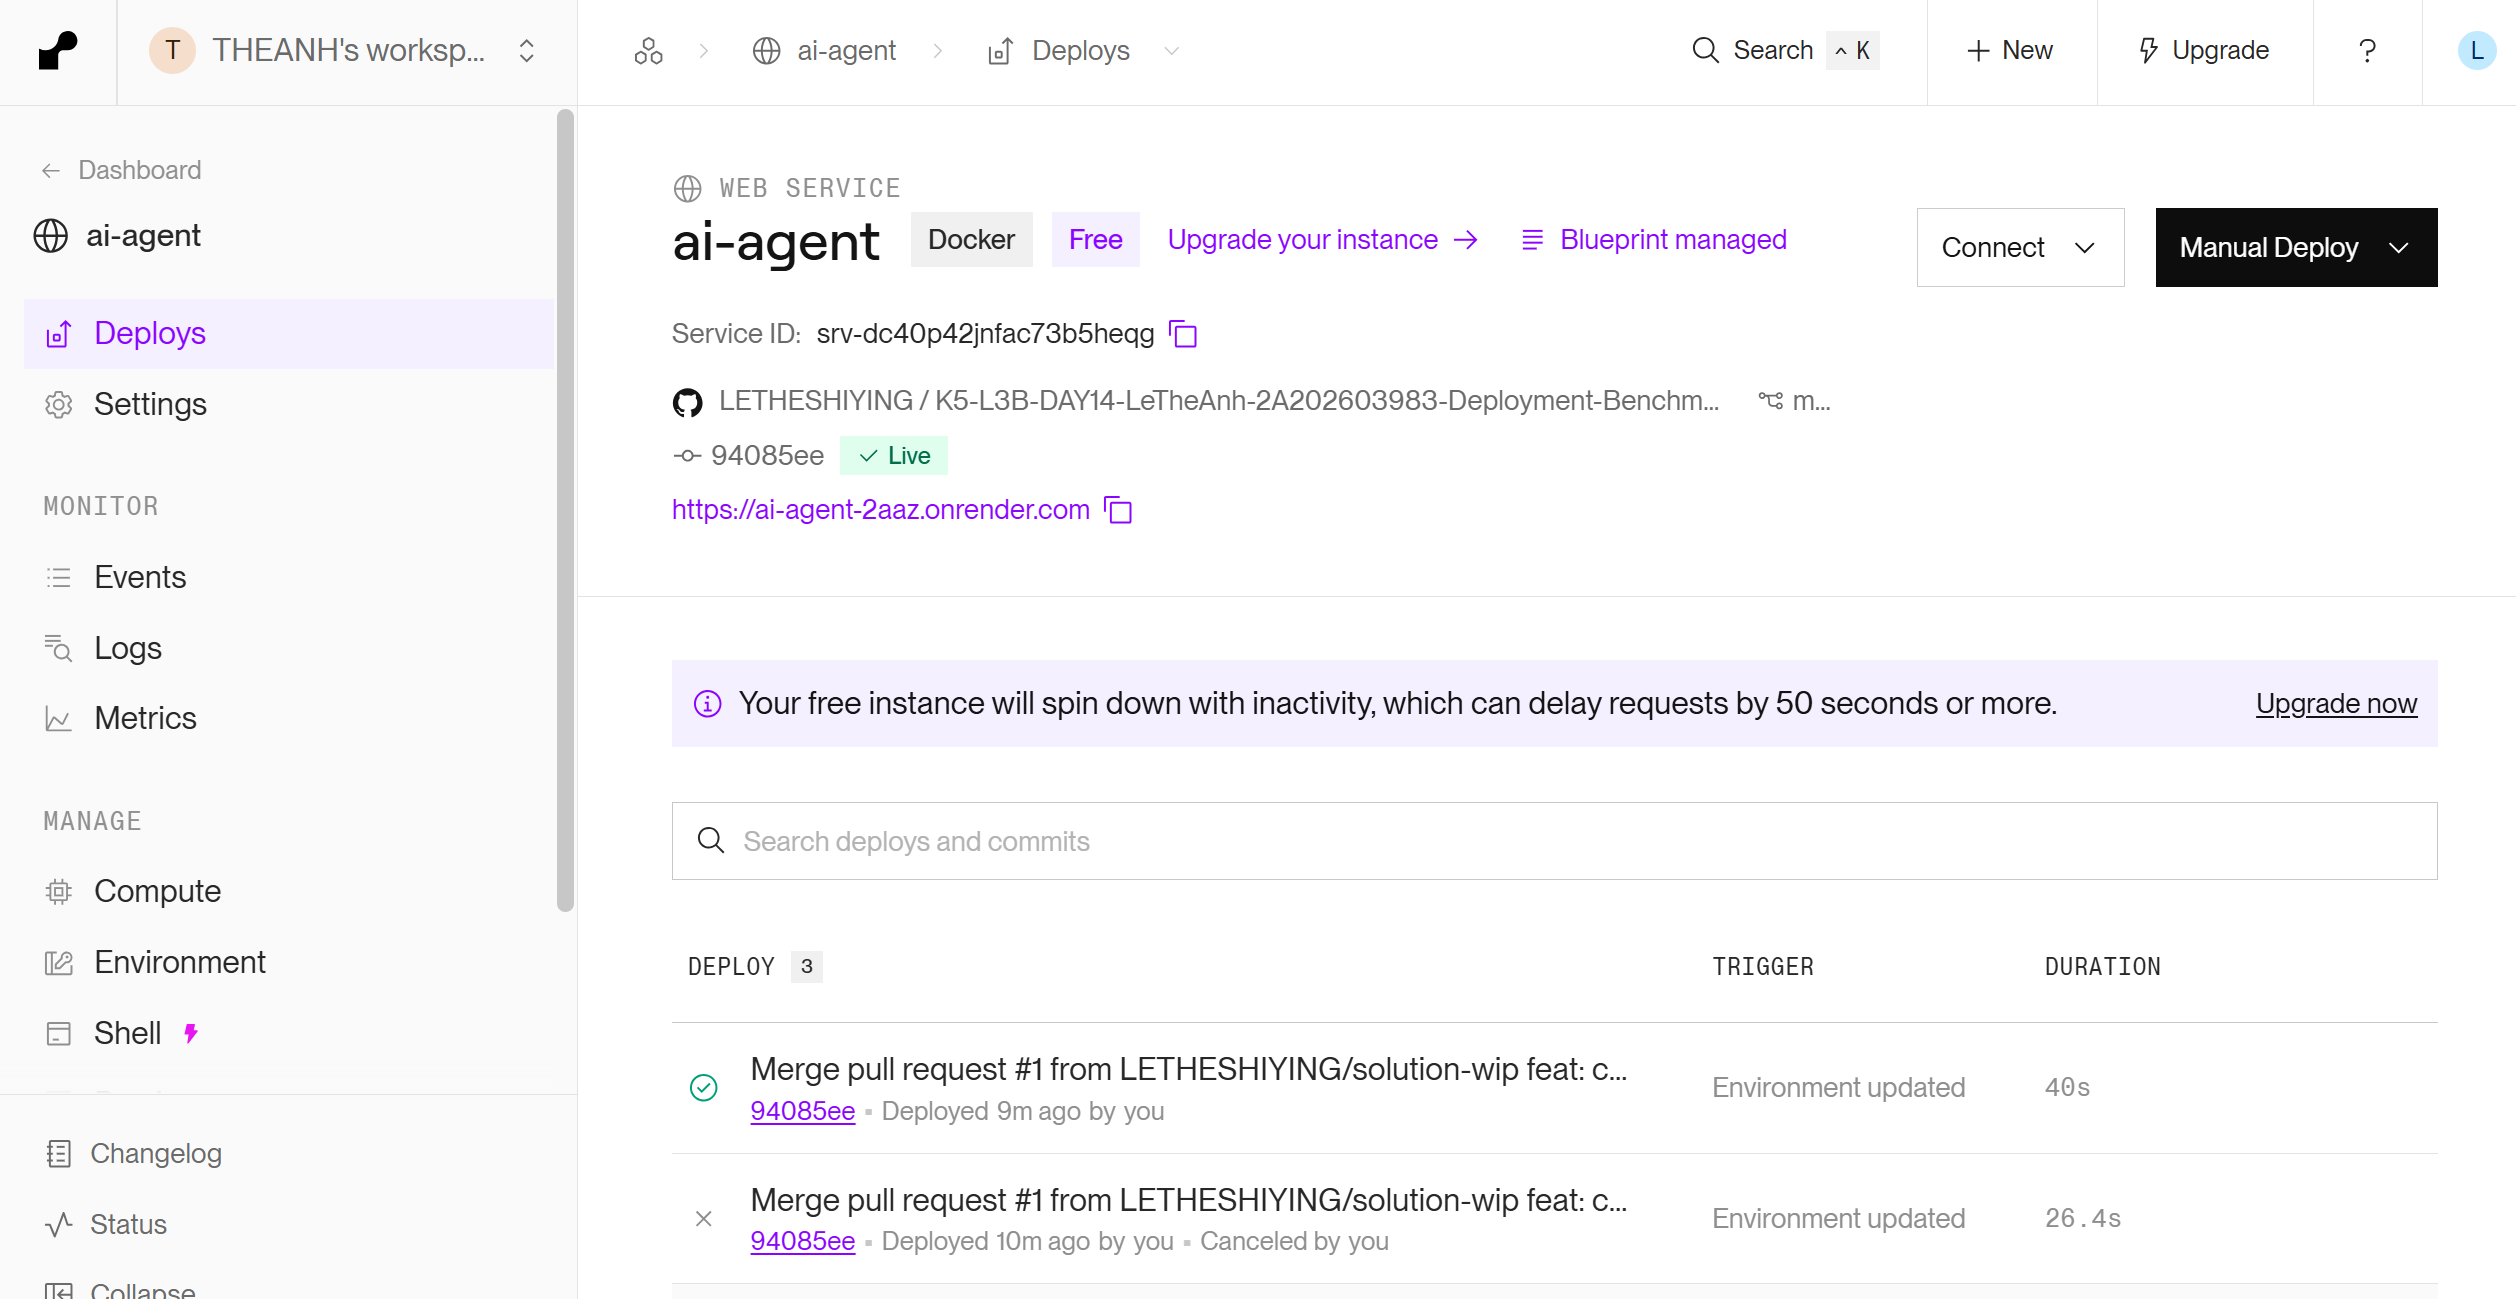 T THEANH's worksp...
ai-agent
Deploys
Search ^ K
New
Upgrade
?
L
Dashboard
ai-agent
Deploys
Settings
MONITOR
Events
Logs
Metrics
MANAGE
Compute
Environment
Shell
Changelog
Status
Collapse
WEB SERVICE
ai-agent Docker Free Upgrade your instance → Blueprint managed
Connect
Manual Deploy
Service ID: srv-dc40p42jnfac73b5heqg
LETHESHIYING / K5-L3B-DAY14-LeTheAnh-2A202603983-Deployment-Benchm... m...
94085ee Live
https://ai-agent-2aaz.onrender.com
Your free instance will spin down with inactivity, which can delay requests by 50 seconds or more. Upgrade now
Search deploys and commits
DEPLOY 3 TRIGGER DURATION
Merge pull request #1 from LETHESHIYING/solution-wip feat: c...
94085ee ▪ Deployed 9m ago by you
Environment updated 40s
Merge pull request #1 from LETHESHIYING/solution-wip feat: c...
94085ee ▪ Deployed 10m ago by you ▪ Canceled by you
Environment updated 26.4s